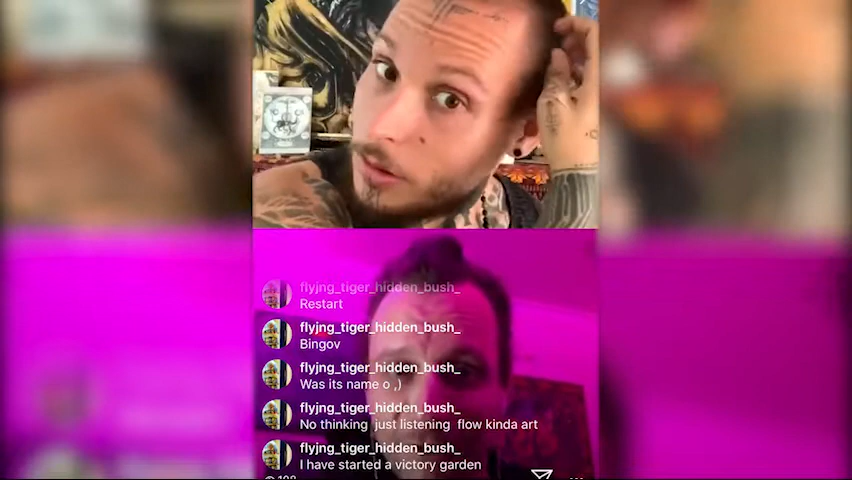 flyjng_tiger_hidden_bush_
Restart
flyjng_tiger_hidden_bush_
Bingov
flyjng_tiger_hidden_bush_
Was its name o ,)
flyjng_tiger_hidden_bush_
No thinking just listening flow kinda art
flyjng_tiger_hidden_bush_
I have started a victory garden